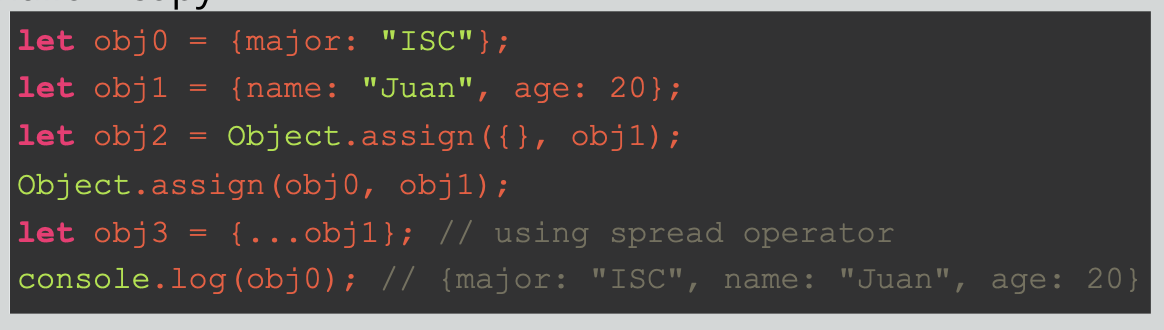 let obj0 = {major: "ISC"};
let obj1 = {name: "Juan", age: 20};
let obj2 = Object.assign({}, obj1);
Object.assign(obj0, obj1);
let obj3 = {...obj1}; // using spread operator
console.log(obj0); // {major: "ISC", name: "Juan", age: 20}